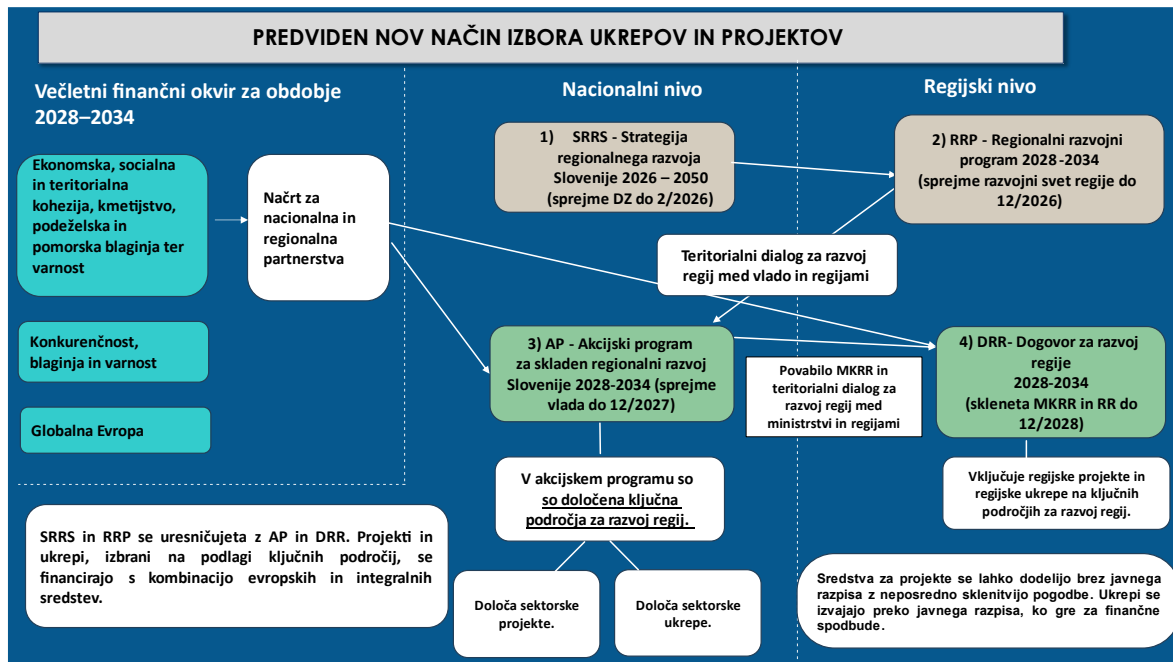 PREDVIDEN NOV NAČIN IZBORA UKREPOV IN PROJEKTOV
Večletni finančni okvir za obdobje
2028–2034
Ekonomska, socialna
in teritorialna
kohezija, kmetijstvo,
podeželska in
pomorska blaginja ter
varnost
Konkurenčnost,
blaginja in varnost
Globalna Evropa
Načrt za
nacionalna in
regionalna
partnerstva
SRRS in RRP se uresničujeta z AP in DRR. Projekti in
ukrepi, izbrani na podlagi ključnih področij, se
financirajo s kombinacijo evropskih in integralnih
sredstev.
Nacionalni nivo
1) SRRS - Strategija
regionalnega razvoja
Slovenije 2026 – 2050
(sprejme DZ do 2/2026)
Regijski nivo
2) RRP - Regionalni razvojni
program 2028-2034
(sprejme razvojni svet regije do
12/2026)
Teritorialni dialog za razvoj
regij med vlado in regijami
3) AP - Akcijski program
za skladen regionalni razvoj
Slovenije 2028-2034 (sprejme
vlada do 12/2027)
Povabilo MKRR in
teritorialni dialog za
razvoj regij med
ministrstvi in regijami
4) DRR- Dogovor za razvoj
regije
2028-2034
(skleneta MKRR in RR do
12/2028)
V akcijskem programu so
so določena ključna
področja za razvoj regij.
Določa sektorske
projekte.
Določa sektorske
ukrepe.
Vključuje regijske projekte in
regijske ukrepe na ključnih
področjih za razvoj regij.
Sredstva za projekte se lahko dodelijo brez javnega
razpisa z neposredno sklenitvijo pogodbe. Ukrepi se
izvajajo preko javnega razpisa, ko gre za finančne
spodbude.